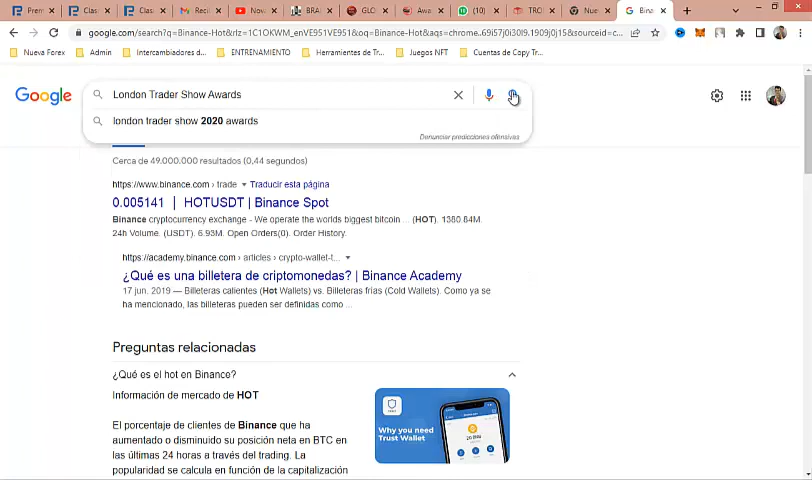 Prem
Clas
Clas
Recil
Nova
BRA
GLO
Awa
(10)
TRO
Nue
Bina
google.com/search?q=Binance-Hot&rlz=1C1OKWM_enVE951VE951&oq=Binance-Hot&aqs=chrome..69i57j0i30l9.1909j0j15&sourceid=c...
Nueva Forex
Admin
Intercambiadores d...
ENTRENAMIENTO
Herramientas de Tr...
Juegos NFT
Cuentas de Copy Tr...
Google
London Trader Show Awards
london trader show 2020 awards
Denunciar predicciones ofensivas
Cerca de 49.000.000 resultados (0,44 segundos)
https://www.binance.com › trade ▾ Traducir esta página
0.005141 | HOTUSDT | Binance Spot
Binance cryptocurrency exchange - We operate the worlds biggest bitcoin ... (HOT). 1380.84M.
24h Volume. (USDT). 6.93M. Open Orders(0). Order History.
https://academy.binance.com › articles › crypto-wallet-t... ▾
¿Qué es una billetera de criptomonedas? | Binance Academy
17 jun. 2019 — Billeteras calientes (Hot Wallets) vs. Billeteras frías (Cold Wallets). Como ya se
ha mencionado, las billeteras pueden ser definidas como ...
Preguntas relacionadas
¿Qué es el hot en Binance?
Información de mercado de HOT
El porcentaje de clientes de Binance que ha
aumentado o disminuido su posición neta en BTC en
las últimas 24 horas a través del trading. La
popularidad se calcula en función de la capitalización
Why you need
Trust Wallet